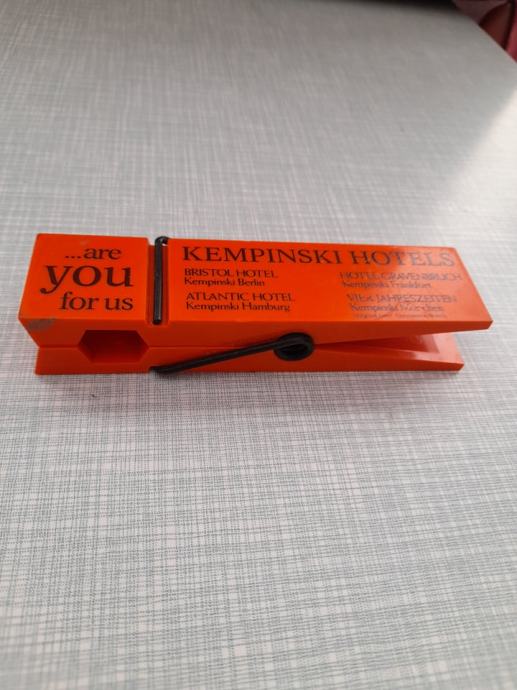 ...are
you
for us
KEMPINSKI HOTELS
BRISTOL HOTEL
Kempinski Berlin
ATLANTIC HOTEL
Kempinski Hamburg
HOTEL GRAVENBRUCH
Kempinski Frankfurt
VIER JAHRESZEITEN
Kempinski München